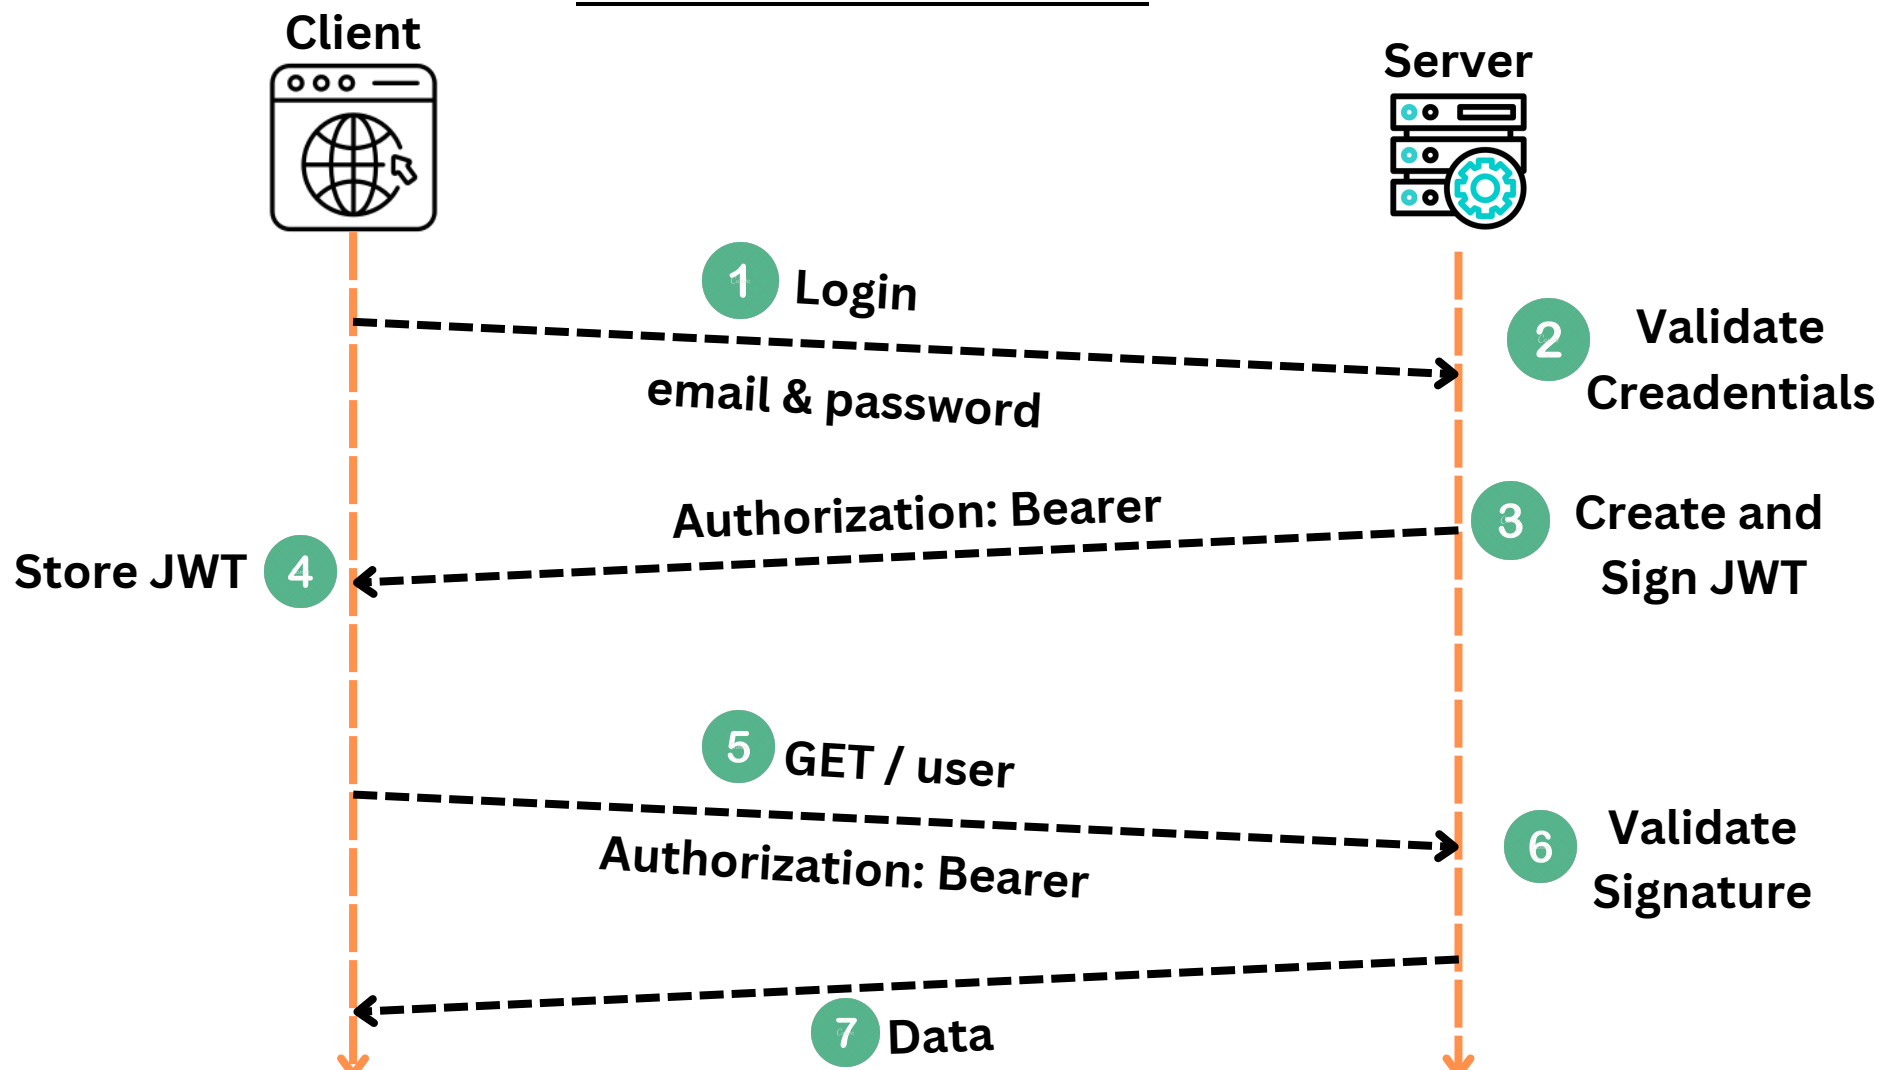 Client
Server
1
Login
email & password
2
Validate
Creadentials
Authorization: Bearer
3
Create and
Sign JWT
Store JWT
4
5
GET / user
Authorization: Bearer
6
Validate
Signature
7
Data